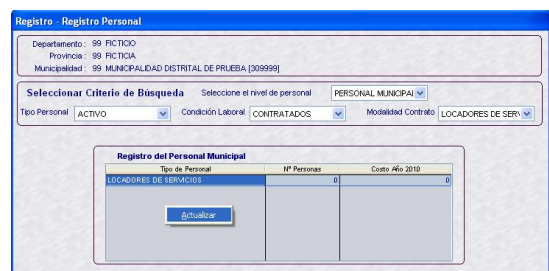 Registro - Registro Personal
Departamento : 99 FICTICIO
Provincia : 99 FICTICIA
Municipalidad : 99 MUNICIPALIDAD DISTRITAL DE PRUEBA [309999]
Seleccionar Criterio de Búsqueda Seleccione el nivel de personal PERSONAL MUNICIPAI
Tipo Personal ACTIVO Condición Laboral CONTRATADOS Modalidad Contrato LOCADORES DE SERV
Registro del Personal Municipal
Tipo de Personal Nº Personas Costo Año 2010
LOCADORES DE SERVICIOS 0 0
Actualizar